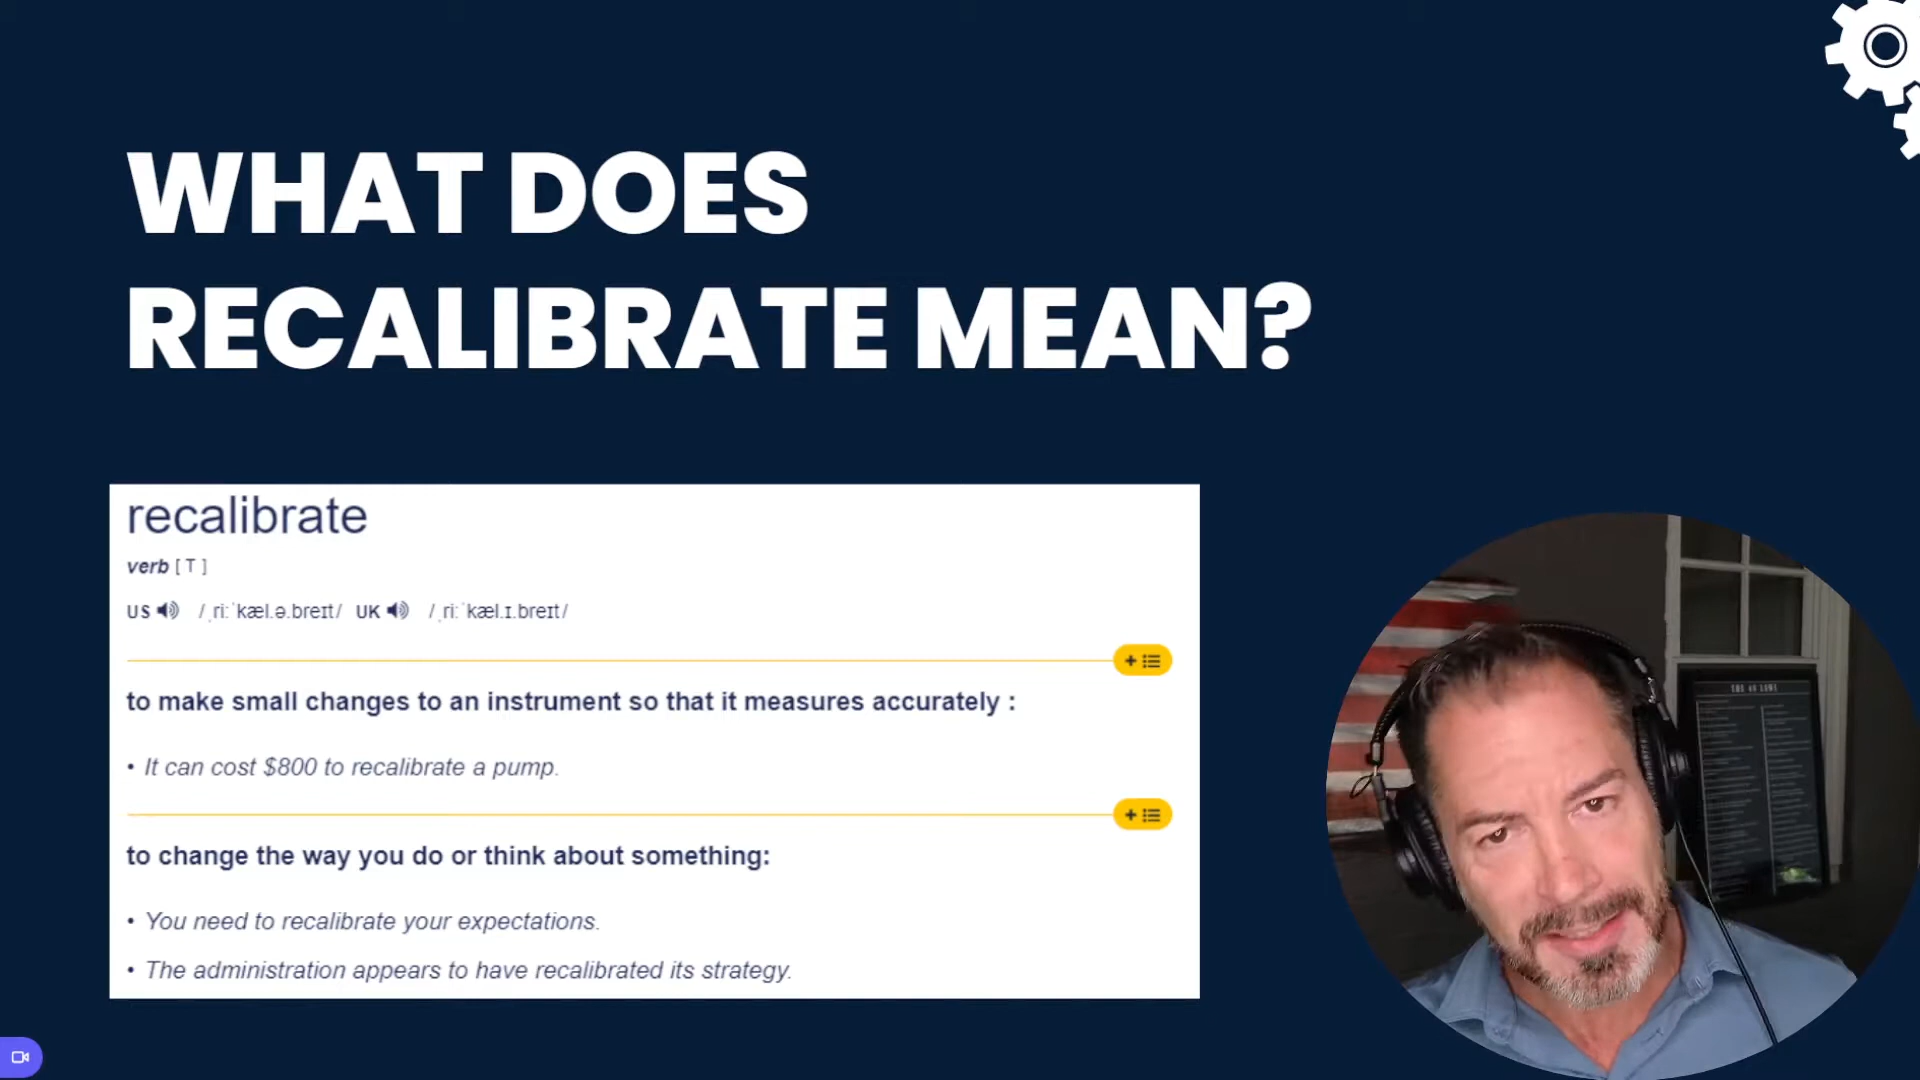 WHAT DOES
RECALIBRATE MEAN?
recalibrate
verb [ T ]
US /ˌriːˈkæl.ə.breɪt/ UK /ˌriːˈkæl.ɪ.breɪt/
to make small changes to an instrument so that it measures accurately :
• It can cost $800 to recalibrate a pump.
to change the way you do or think about something:
• You need to recalibrate your expectations.
• The administration appears to have recalibrated its strategy.